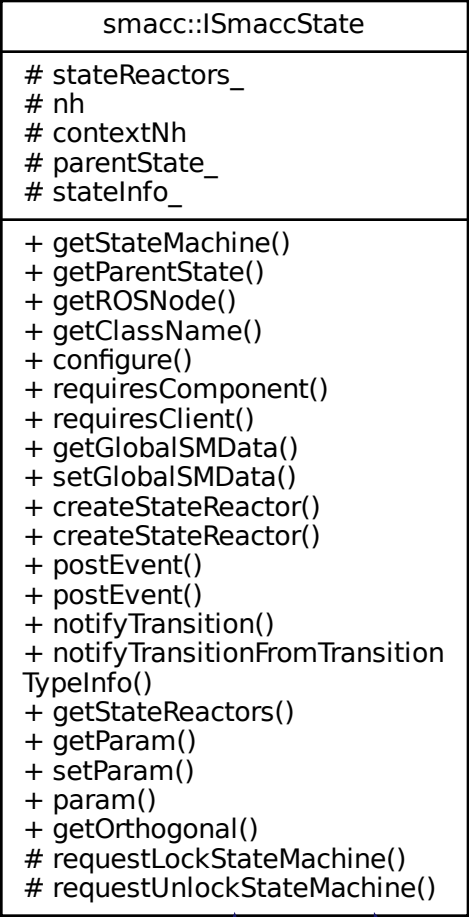 smacc::ISmaccState
# stateReactors_
# nh
# contextNh
# parentState_
# stateInfo_
+ getStateMachine()
+ getParentState()
+ getROSNode()
+ getClassName()
+ configure()
+ requiresComponent()
+ requiresClient()
+ getGlobalSMData()
+ setGlobalSMData()
+ createStateReactor()
+ createStateReactor()
+ postEvent()
+ postEvent()
+ notifyTransition()
+ notifyTransitionFromTransition
TypeInfo()
+ getStateReactors()
+ getParam()
+ setParam()
+ param()
+ getOrthogonal()
# requestLockStateMachine()
# requestUnlockStateMachine()